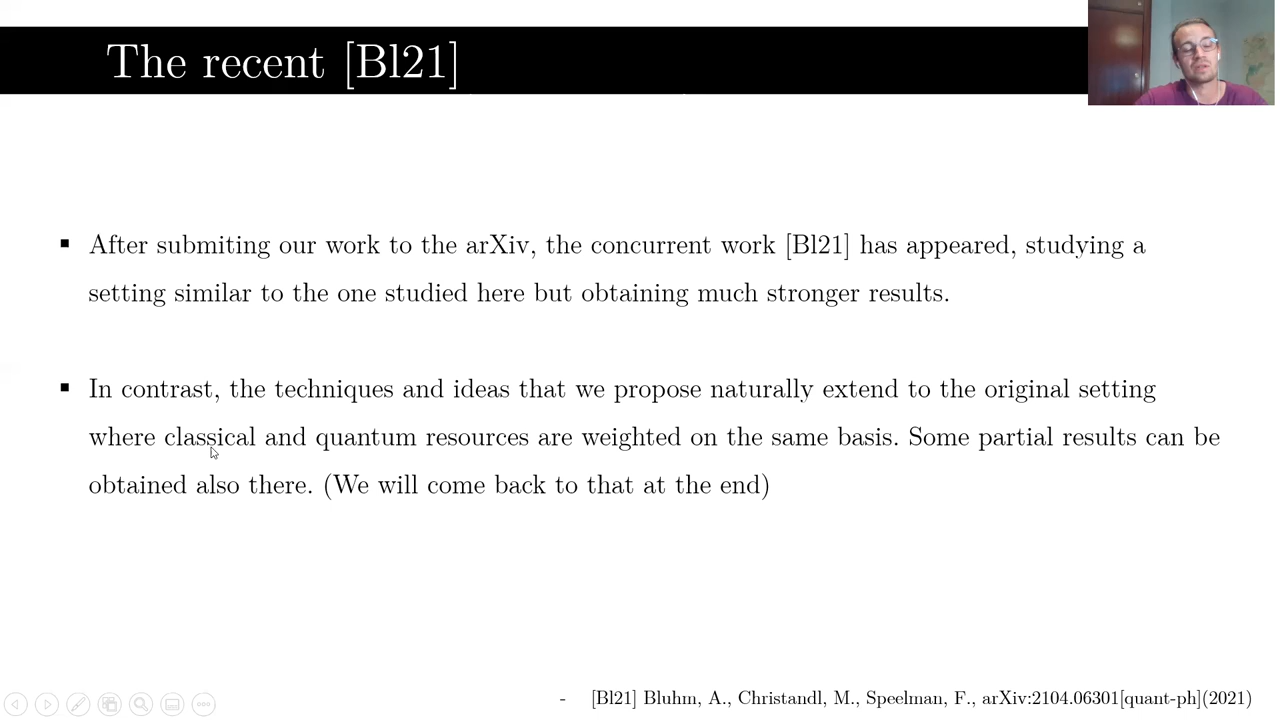 The recent [Bl21]
▪ After submiting our work to the arXiv, the concurrent work [Bl21] has appeared, studying a
setting similar to the one studied here but obtaining much stronger results.
▪ In contrast, the techniques and ideas that we propose naturally extend to the original setting
where classical and quantum resources are weighted on the same basis. Some partial results can be
obtained also there. (We will come back to that at the end)
- [Bl21] Bluhm, A., Christandl, M., Speelman, F., arXiv:2104.06301[quant-ph](2021)